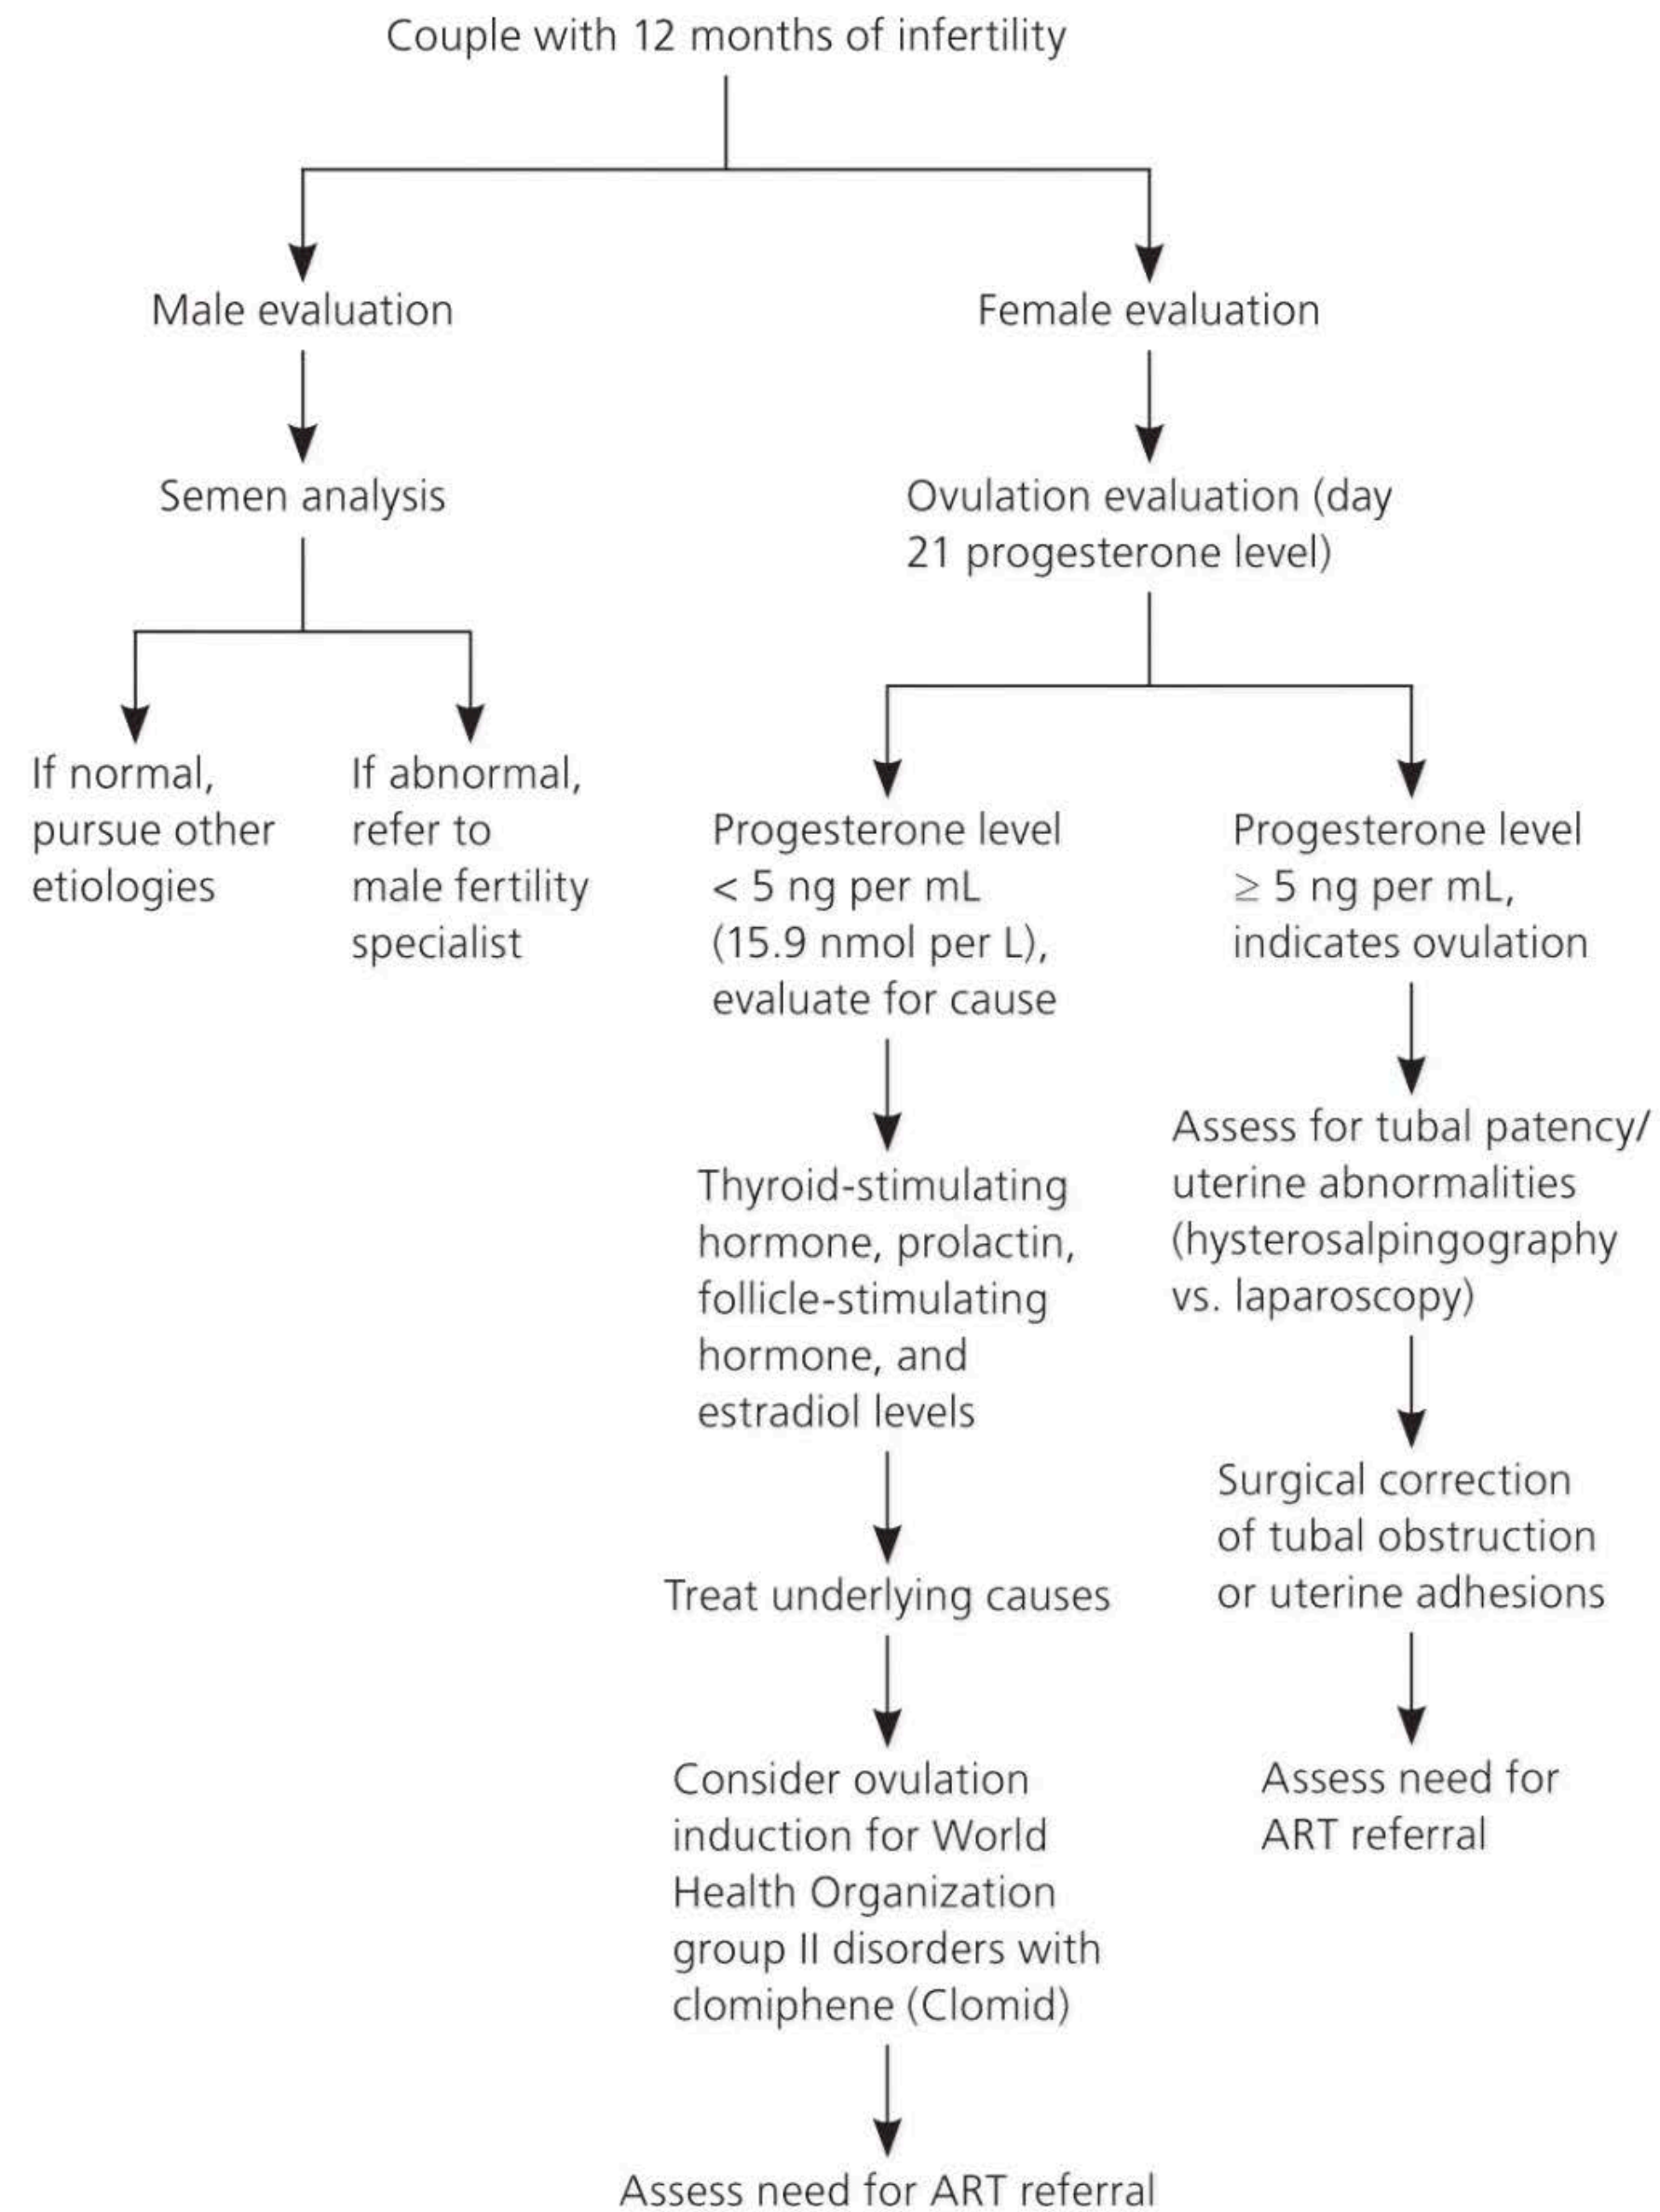 Couple with 12 months of infertility
Male evaluation
Female evaluation
Semen analysis
Ovulation evaluation (day
21 progesterone level)
If normal,
pursue other
etiologies
If abnormal,
refer to
male fertility
specialist
Progesterone level
< 5 ng per mL
(15.9 nmol per L),
evaluate for cause
Progesterone level
≥ 5 ng per mL,
indicates ovulation
Thyroid-stimulating
hormone, prolactin,
follicle-stimulating
hormone, and
estradiol levels
Assess for tubal patency/
uterine abnormalities
(hysterosalpingography
vs. laparoscopy)
Treat underlying causes
Surgical correction
of tubal obstruction
or uterine adhesions
Consider ovulation
induction for World
Health Organization
group II disorders with
clomiphene (Clomid)
Assess need for
ART referral
Assess need for ART referral